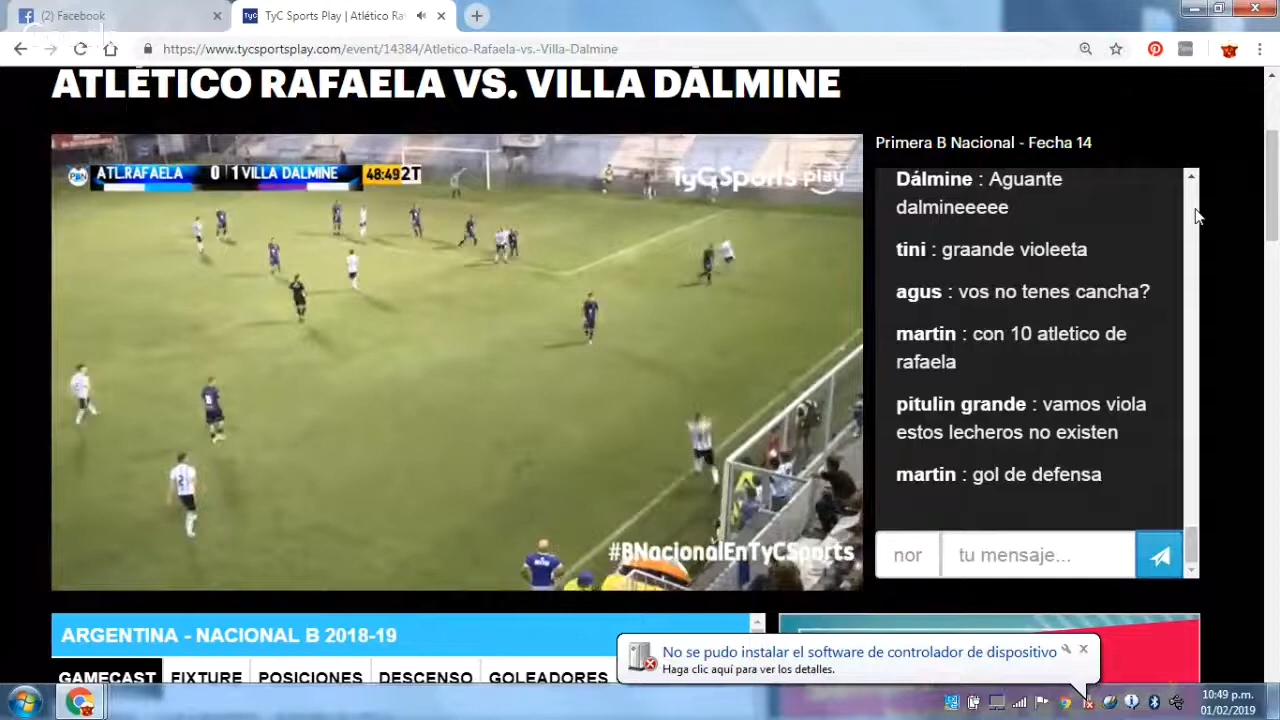 (2) Facebook
TyC Sports Play | Atlético Ra
https://www.tycsportsplay.com/event/14384/Atletico-Rafaela-vs.-Villa-Dalmine
ATLÉTICO RAFAELA VS. VILLA DÁLMINE
PBN ATL.RAFAELA 0 1 VILLA DALMINE 48:49 2T
TyC Sports play
#BNacionalEnTyCSports
Primera B Nacional - Fecha 14
Dálmine : Aguante
dalmineeeee
tini : graande violeeta
agus : vos no tenes cancha?
martin : con 10 atletico de
rafaela
pitulin grande : vamos viola
estos lecheros no existen
martin : gol de defensa
nor
tu mensaje...
ARGENTINA - NACIONAL B 2018-19
GAMECAST FIXTURE POSICIONES DESCENSO GOLEADORES
No se pudo instalar el software de controlador de dispositivo
Haga clic aquí para ver los detalles.
10:49 p.m.
01/02/2019